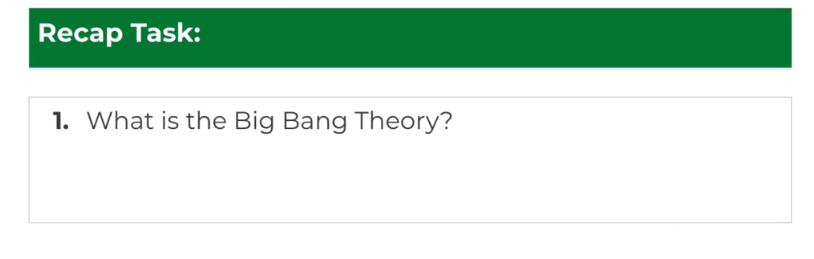 Recap Task:
1. What is the Big Bang Theory?